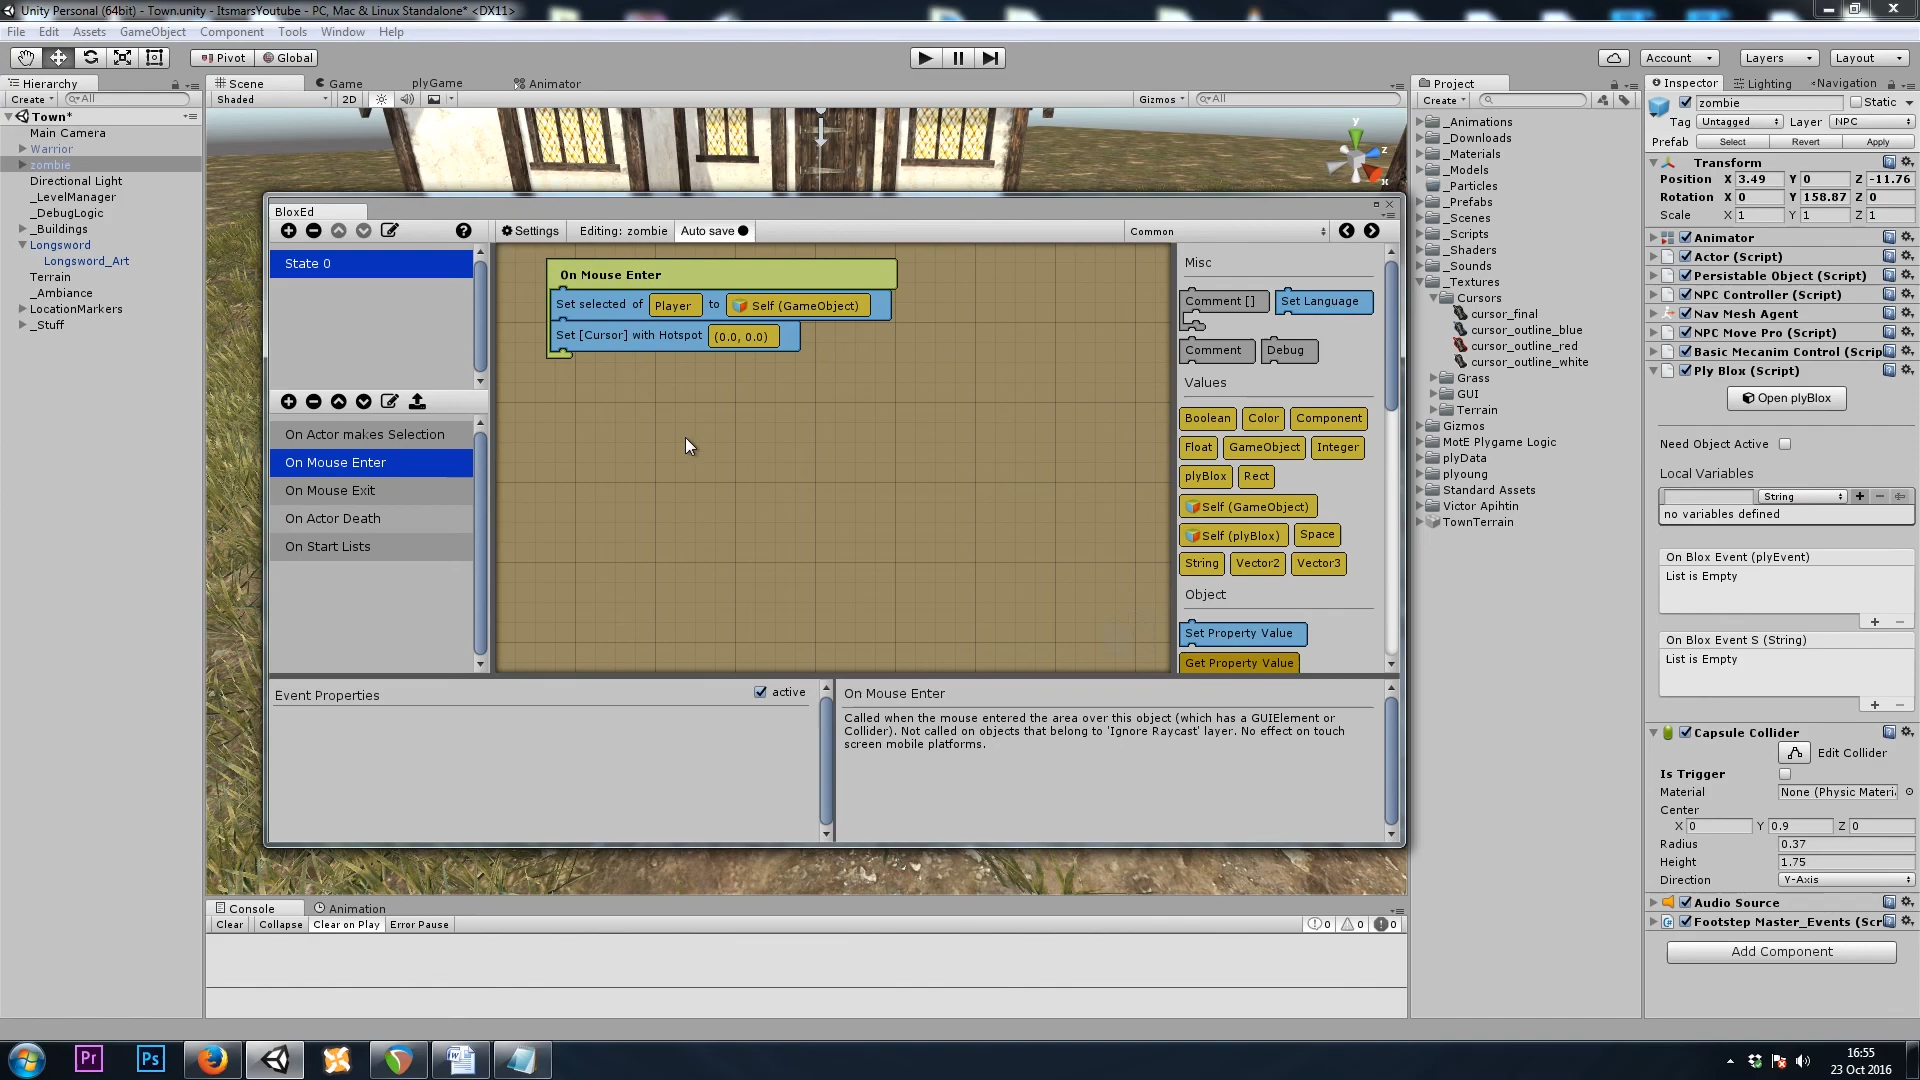 Unity Personal (64bit) - Town.unity - ItsmarsYoutube - PC, Mac & Linux Standalone* <DX11>
File Edit Assets GameObject Component Tools Window Help
Pivot Global Account Layers Layout
Hierarchy
Create All
Town*
Main Camera
Warrior
zombie
Directional Light
_LevelManager
_DebugLogic
_Buildings
Longsword
Longsword_Art
Terrain
_Ambiance
LocationMarkers
_Stuff
Scene Game plyGame Animator
Shaded 2D Gizmos All
BloxEd
Settings Editing: zombie Auto save Common
State 0
On Actor makes Selection
On Mouse Enter
On Mouse Exit
On Actor Death
On Start Lists
On Mouse Enter
Set selected of Player to Self (GameObject)
Set [Cursor] with Hotspot (0.0, 0.0)
Misc
Comment [] Set Language
Comment Debug
Values
Boolean Color Component
Float GameObject Integer
plyBlox Rect
Self (GameObject)
Self (plyBlox) Space
String Vector2 Vector3
Object
Set Property Value
Get Property Value
Event Properties active
On Mouse Enter
Called when the mouse entered the area over this object (which has a GUIElement or
Collider). Not called on objects that belong to 'Ignore Raycast' layer. No effect on touch
screen mobile platforms.
Console Animation
Clear Collapse Clear on Play Error Pause 0 0 0
Project
Create
_Animations
_Downloads
_Materials
_Models
_Particles
_Prefabs
_Scenes
_Scripts
_Shaders
_Sounds
_Textures
Cursors
cursor_final
cursor_outline_blue
cursor_outline_red
cursor_outline_white
Grass
GUI
Terrain
Gizmos
MotE Plygame Logic
plyData
plyoung
Standard Assets
Victor Apihtin
TownTerrain
Inspector Lighting Navigation
zombie Static
Tag Untagged Layer NPC
Prefab Select Revert Apply
Transform
Position X 3.49 Y 0 Z -11.76
Rotation X 0 Y 158.87 Z 0
Scale X 1 Y 1 Z 1
Animator
Actor (Script)
Persistable Object (Script)
NPC Controller (Script)
Nav Mesh Agent
NPC Move Pro (Script)
Basic Mecanim Control (Scrip
Ply Blox (Script)
Open plyBlox
Need Object Active
Local Variables
String
no variables defined
On Blox Event (plyEvent)
List is Empty
On Blox Event S (String)
List is Empty
Capsule Collider
Edit Collider
Is Trigger
Material None (Physic Materi
Center
X 0 Y 0.9 Z 0
Radius 0.37
Height 1.75
Direction Y-Axis
Audio Source
Footstep Master_Events (Scr
Add Component
Pr Ps
16:55
23 Oct 2016